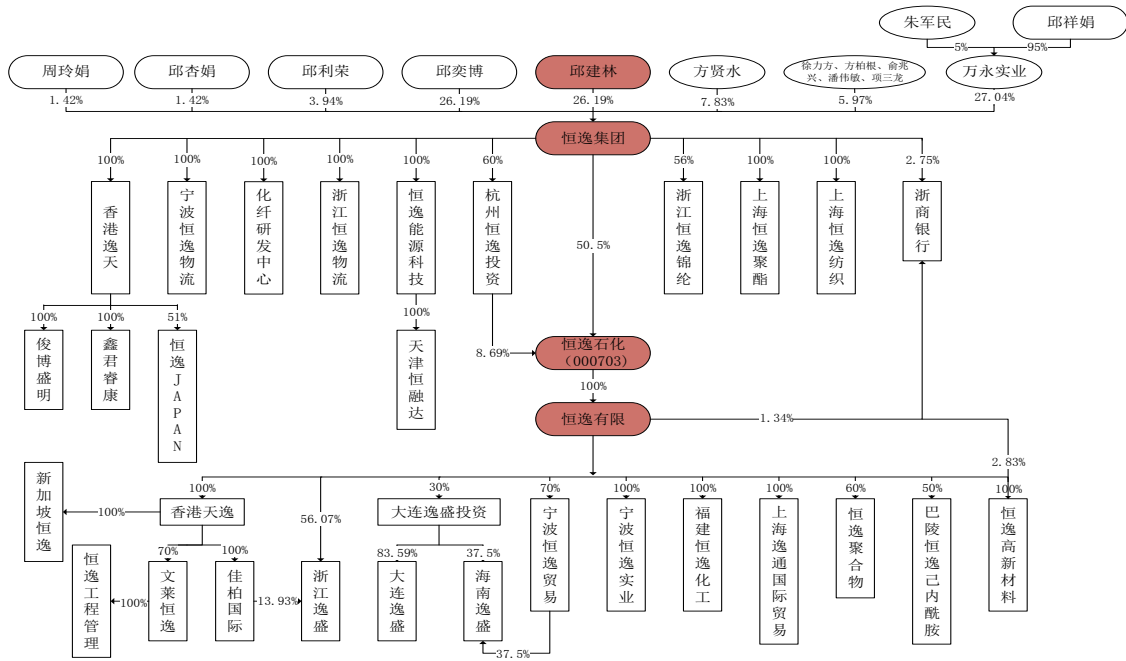 朱军民
邱祥娟
5%
95%
周玲娟
邱杏娟
邱利荣
邱奕博
邱建林
方贤水
徐力方、方柏根、俞兆
兴、潘伟敏、项三龙
万永实业
1.42%
1.42%
3.94%
26.19%
26.19%
7.83%
5.97%
27.04%
恒逸集团
100%
100%
100%
100%
100%
60%
56%
100%
100%
2.75%
香港逸天
宁波恒逸物流
化纤研发中心
浙江恒逸物流
恒逸能源科技
杭州恒逸投资
50.5%
浙江恒逸锦纶
上海恒逸聚酯
上海恒逸纺织
浙商银行
100%
100%
51%
100%
俊博盛明
鑫君睿康
恒逸JAPAN
天津恒融达
8.69%
恒逸石化
（000703）
100%
恒逸有限
1.34%
2.83%
新加坡恒逸
100%
30%
70%
100%
100%
100%
60%
50%
100%
100%
香港天逸
56.07%
大连逸盛投资
宁波恒逸贸易
宁波恒逸实业
福建恒逸化工
上海逸通国际贸易
恒逸聚合物
巴陵恒逸己内酰胺
恒逸高新材料
70%
100%
83.59%
37.5%
恒逸工程管理
100%
文莱恒逸
佳柏国际
13.93%
浙江逸盛
大连逸盛
海南逸盛
37.5%